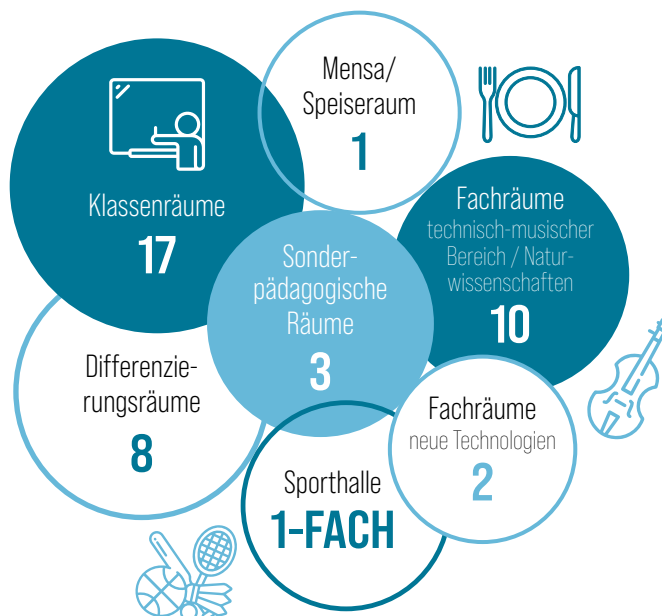 Mensa/
Speiseraum
1
Klassenräume
17
Fachräume
technisch-musischer
Bereich / Natur-
wissenschaften
10
Sonder-
pädagogische
Räume
3
Differenzie-
rungsräume
8
Fachräume
neue Technologien
2
Sporthalle
1-FACH